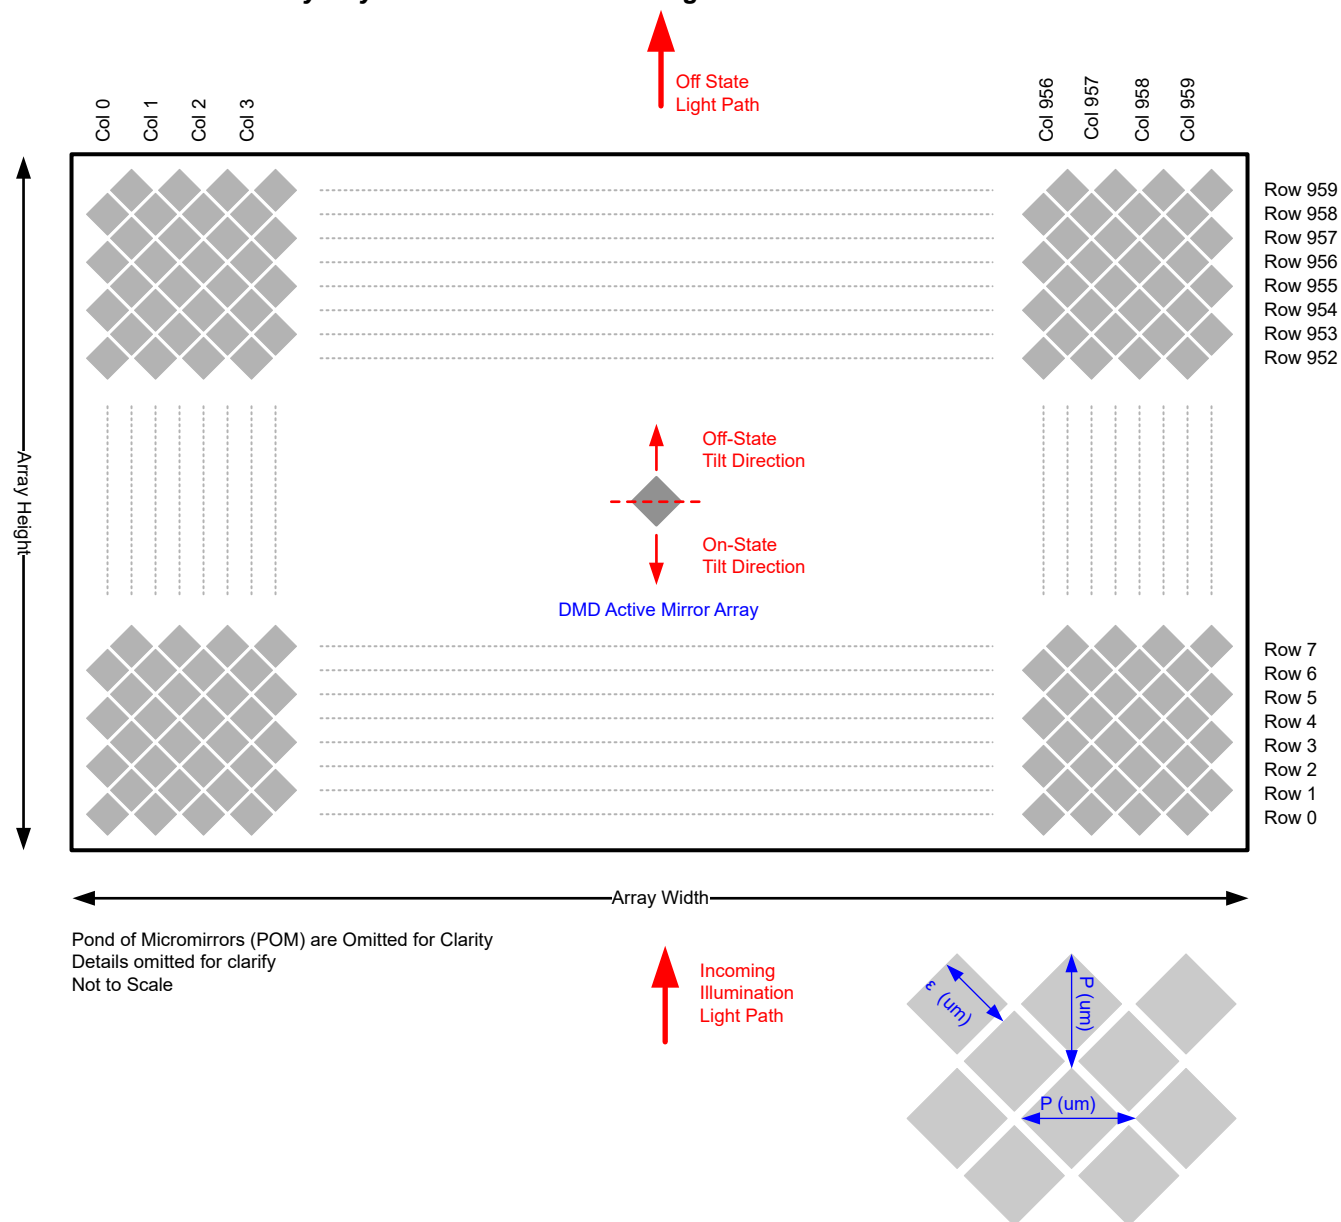 Off State
Light Path
Col 0
Col 1
Col 2
Col 3
Col 956
Col 957
Col 958
Col 959
Row 959
Row 958
Row 957
Row 956
Row 955
Row 954
Row 953
Row 952
Array Height
Off-State
Tilt Direction
On-State
Tilt Direction
DMD Active Mirror Array
Row 7
Row 6
Row 5
Row 4
Row 3
Row 2
Row 1
Row 0
Array Width
Pond of Micromirrors (POM) are Omitted for Clarity
Details omitted for clarify
Not to Scale
Incoming
Illumination
Light Path
ε (um)
P (um)
P (um)